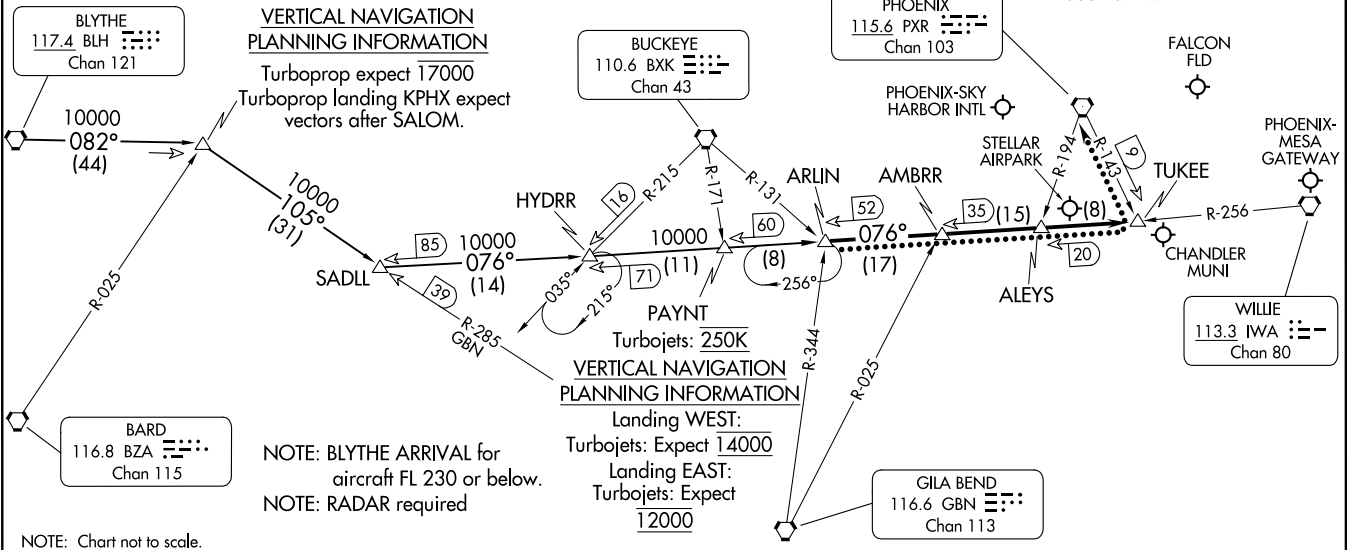 BLYTHE
117.4 BLH
Chan 121
VERTICAL NAVIGATION
PLANNING INFORMATION
Turboprop expect 17000
Turboprop landing KPHX expect
vectors after SALOM.
BUCKEYE
110.6 BXK
Chan 43
PHOENIX
115.6 PXR
Chan 103
FALCON
FLD
PHOENIX-SKY
HARBOR INTL
PHOENIX-
MESA
GATEWAY
STELLAR
AIRPARK
10000
082°
(44)
10000
105°
(31)
R-025
SADLL
85
39
R-285
GBN
10000
076°
(14)
HYDRR
16
R-215
035°
215°
71
R-171
R-131
10000
(11)
60
(8)
256°
PAYNT
Turbojets: 250K
ARLIN
52
076°
(17)
AMBRR
35
(15)
R-194
R-143
9
(8)
20
ALEYS
TUKEE
R-256
CHANDLER
MUNI
R-344
R-025
WILLIE
113.3 IWA
Chan 80
VERTICAL NAVIGATION
PLANNING INFORMATION
Landing WEST:
Turbojets: Expect 14000
Landing EAST:
Turbojets: Expect
12000
BARD
116.8 BZA
Chan 115
NOTE: BLYTHE ARRIVAL for
aircraft FL 230 or below.
NOTE: RADAR required
GILA BEND
116.6 GBN
Chan 113
NOTE: Chart not to scale.